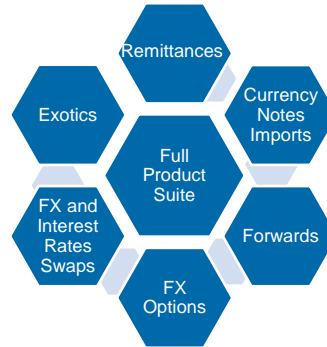 Remittances
Currency
Notes
Imports
Exotics
Full
Product
Suite
FX and
Interest
Rates
Swaps
Forwards
FX
Options